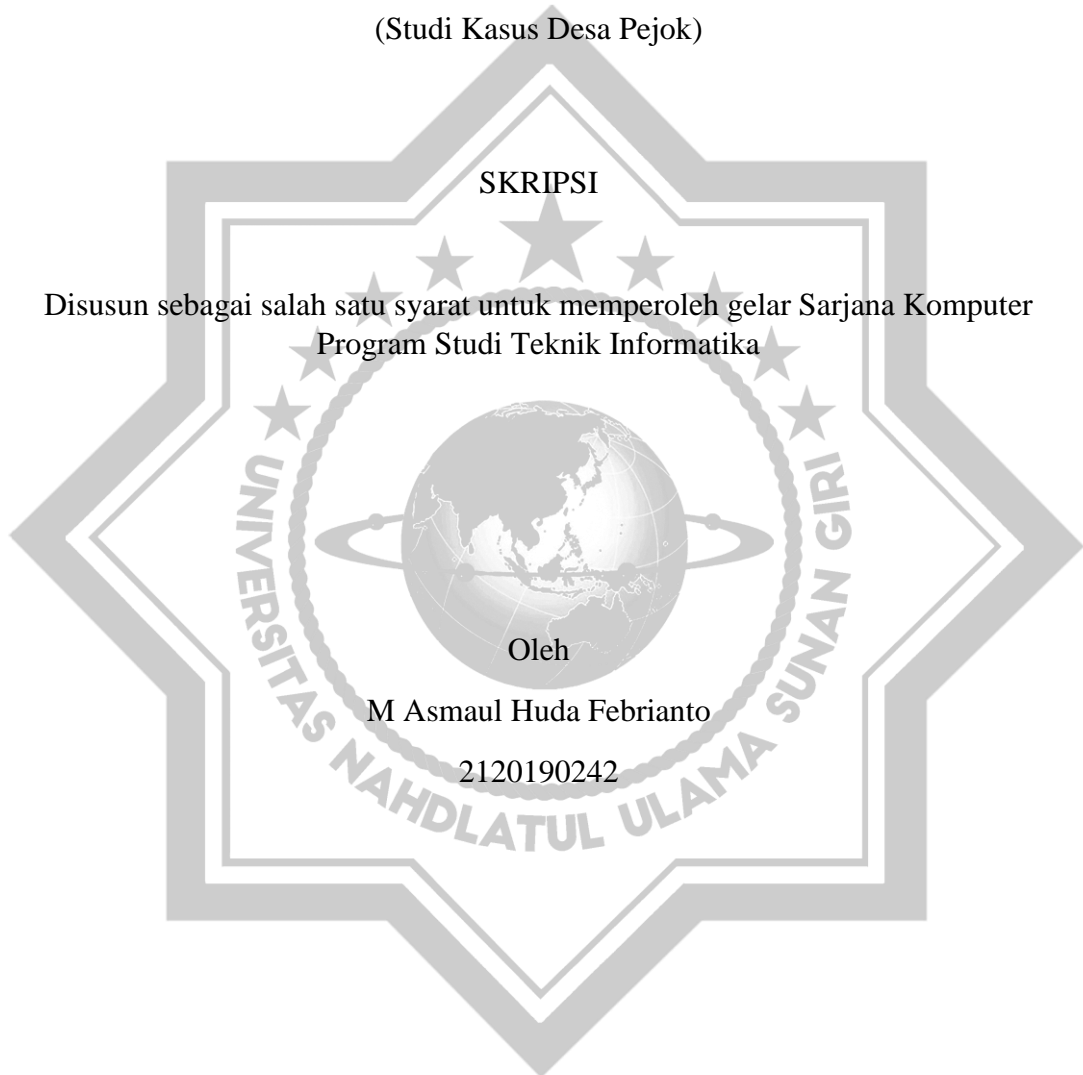 (Studi Kasus Desa Pejok)
SKRIPSI
Disusun sebagai salah satu syarat untuk memperoleh gelar Sarjana Komputer
Program Studi Teknik Informatika
Oleh
M Asmaul Huda Febrianto
2120190242
UNIVERSITAS NAHDLATUL ULAMA SUNAN GIRI